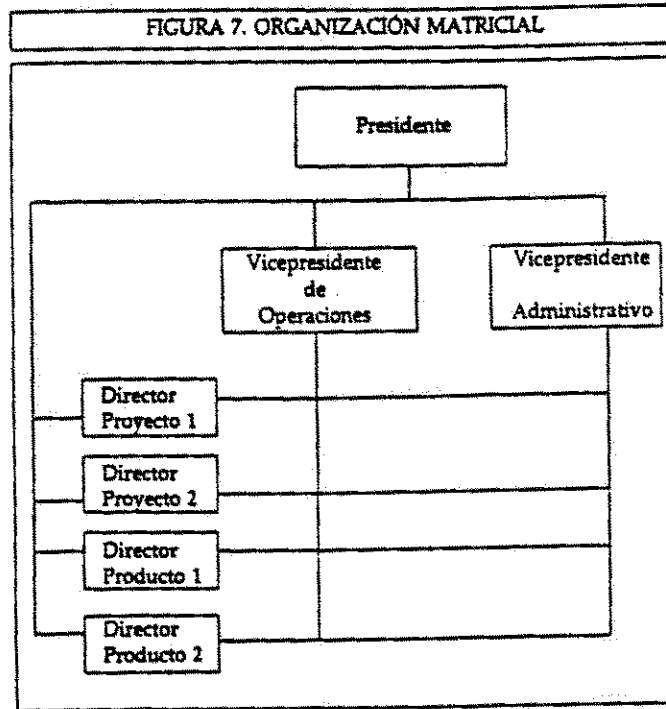 FIGURA 7. ORGANIZACIÓN MATRICIAL
Presidente
Vicepresidente
de
Operaciones
Vicepresidente
Administrativo
Director
Proyecto 1
Director
Proyecto 2
Director
Producto 1
Director
Producto 2